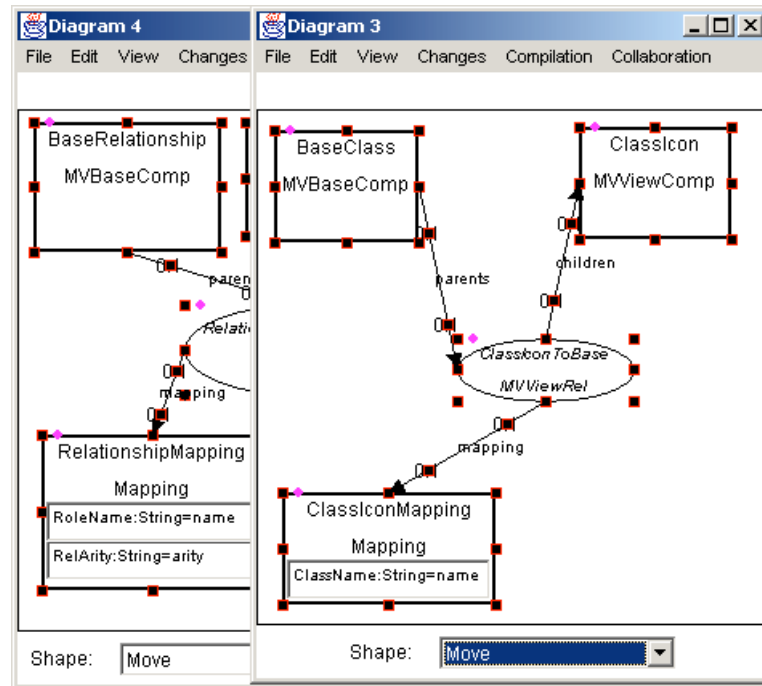 Diagram 4
File Edit View Changes
BaseRelationship
MVBaseComp
mapping
RelationshipMapping
Mapping
RoleName:String=name
RelArity:String=arity
Shape: Move
Diagram 3
File Edit View Changes Compilation Collaboration
BaseClass
MVBaseComp
ClassIcon
MVViewComp
parents
children
ClassIconToBase
MVViewRel
mapping
ClassIconMapping
Mapping
ClassName:String=name
Shape: Move